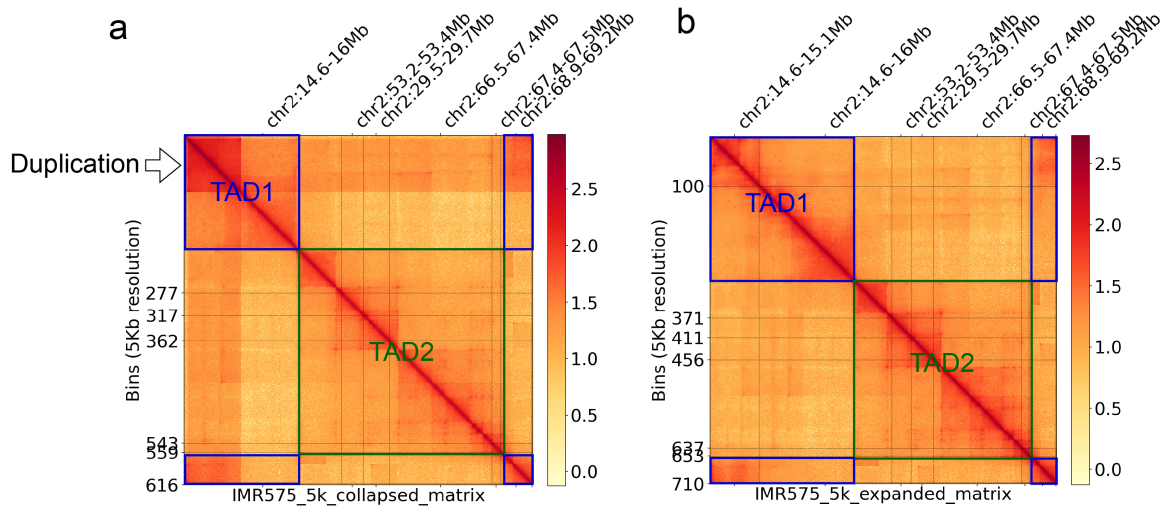 a
chr2:14.6-16Mb
chr2:53.2-53.4Mb
chr2:29.5-29.7Mb
chr2:66.5-67.4Mb
chr2:67.4-67.5Mb
chr2:68.9-69.2Mb
Duplication
TAD1
TAD2
Bins (5Kb resolution)
277
317
362
543
559
616
IMR575_5k_collapsed_matrix
2.5
2.0
1.5
1.0
0.5
0.0
b
chr2:14.6-15.1Mb
chr2:14.6-16Mb
chr2:53.2-53.4Mb
chr2:29.5-29.7Mb
chr2:66.5-67.4Mb
chr2:67.4-67.5Mb
chr2:68.9-69.2Mb
TAD1
TAD2
Bins (5Kb resolution)
100
371
411
456
637
653
710
IMR575_5k_expanded_matrix
2.5
2.0
1.5
1.0
0.5
0.0